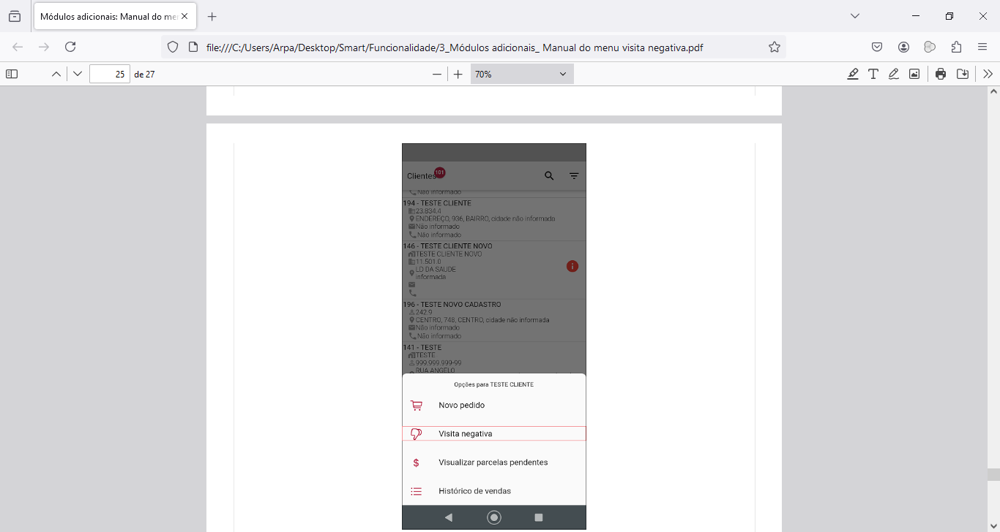 Módulos adicionais: Manual do me
file:///C:/Users/Arpa/Desktop/Smart/Funcionalidade/3_Módulos adicionais_ Manual do menu visita negativa.pdf
25 de 27
70%
Clientes 101
Não informado
194 - TESTE CLIENTE
23.834.4
ENDEREÇO, 936, BAIRRO, cidade não informada
Não informado
Não informado
146 - TESTE CLIENTE NOVO
TESTE CLIENTE NOVO
11.501.0
LD DA SAUDE
informada
196 - TESTE NOVO CADASTRO
242.9
CENTRO, 748, CENTRO, cidade não informada
Não informado
Não informado
141 - TESTE
TESTE
999.999.999-99
RUA ANGELO
Opções para TESTE CLIENTE
Novo pedido
Visita negativa
$ Visualizar parcelas pendentes
Histórico de vendas